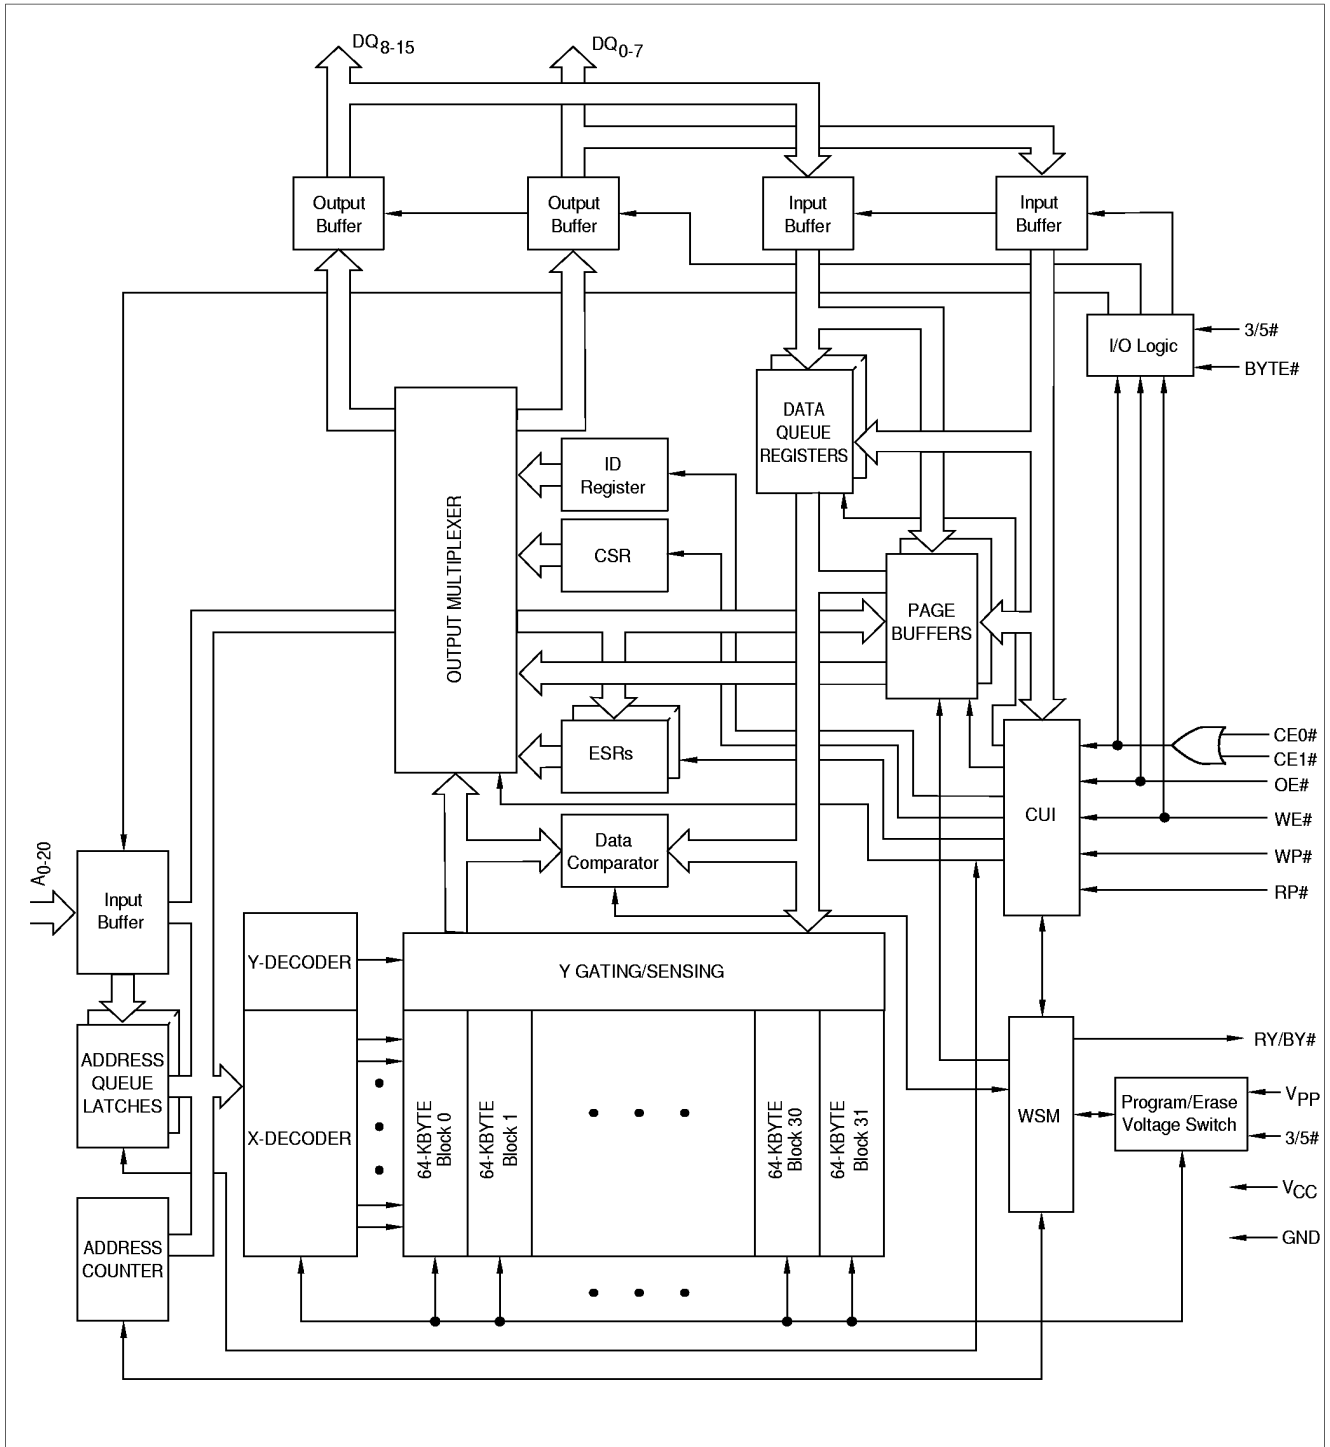 DQ8-15
DQ0-7
Output
Buffer
Output
Buffer
Input
Buffer
Input
Buffer
I/O Logic
3/5#
BYTE#
DATA
QUEUE
REGISTERS
ID
Register
CSR
OUTPUT MULTIPLEXER
PAGE
BUFFERS
ESRs
CE0#
CE1#
OE#
WE#
WP#
RP#
CUI
Data
Comparator
A0-20
Input
Buffer
Y-DECODER
Y GATING/SENSING
ADDRESS
QUEUE
LATCHES
X-DECODER
64-KBYTE
Block 0
64-KBYTE
Block 1
64-KBYTE
Block 30
64-KBYTE
Block 31
WSM
RY/BY#
Program/Erase
Voltage Switch
VPP
3/5#
VCC
GND
ADDRESS
COUNTER